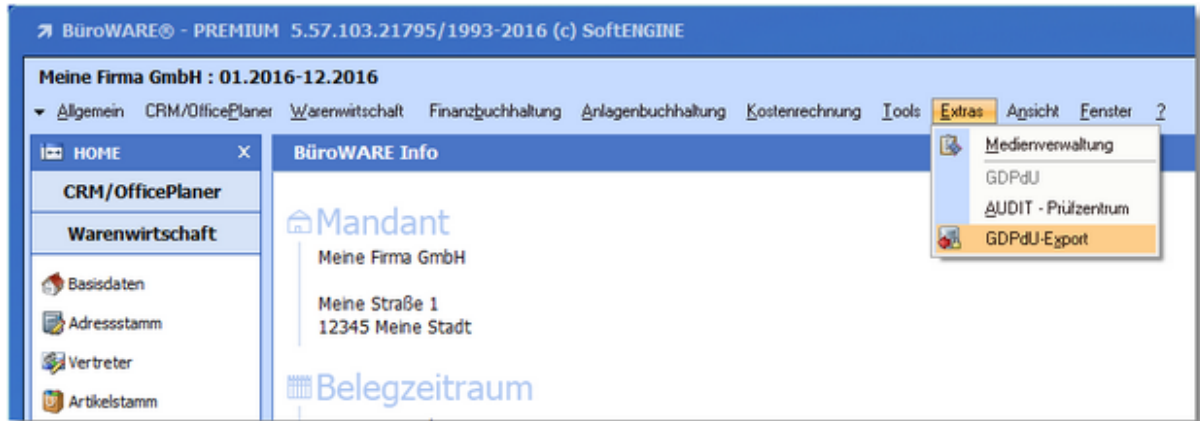 BüroWARE® - PREMIUM 5.57.103.21795/1993-2016 (c) SoftENGINE
Meine Firma GmbH : 01.2016-12.2016
Allgemein CRM/OfficePlaner Warenwirtschaft Finanzbuchhaltung Anlagenbuchhaltung Kostenrechnung Tools Extras Ansicht Fenster ?
HOME X BüroWARE Info
Medienverwaltung
GDPdU
AUDIT - Prüfzentrum
GDPdU-Export
CRM/OfficePlaner
Warenwirtschaft
Basisdaten
Adressstamm
Vertreter
Artikelstamm
Mandant
Meine Firma GmbH
Meine Straße 1
12345 Meine Stadt
Belegzeitraum